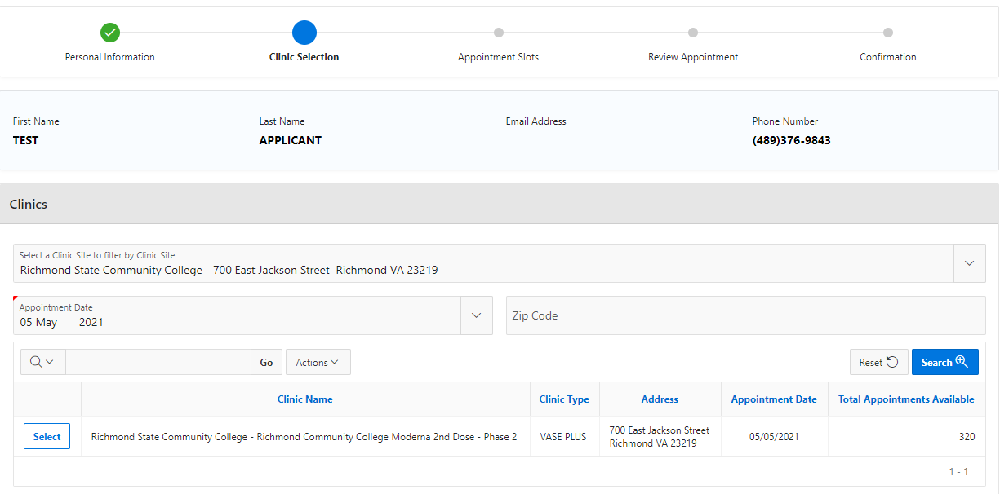 Personal Information
Clinic Selection
Appointment Slots
Review Appointment
Confirmation
First Name
Last Name
Email Address
Phone Number
TEST
APPLICANT
(489)376-9843
Clinics
Select a Clinic Site to filter by Clinic Site
Richmond State Community College - 700 East Jackson Street Richmond VA 23219
Appointment Date
05 May 2021
Zip Code
Go
Actions
Reset
Search
Clinic Name
Clinic Type
Address
Appointment Date
Total Appointments Available
Select
Richmond State Community College - Richmond Community College Moderna 2nd Dose - Phase 2
VASE PLUS
700 East Jackson Street
Richmond VA 23219
05/05/2021
320
1 - 1